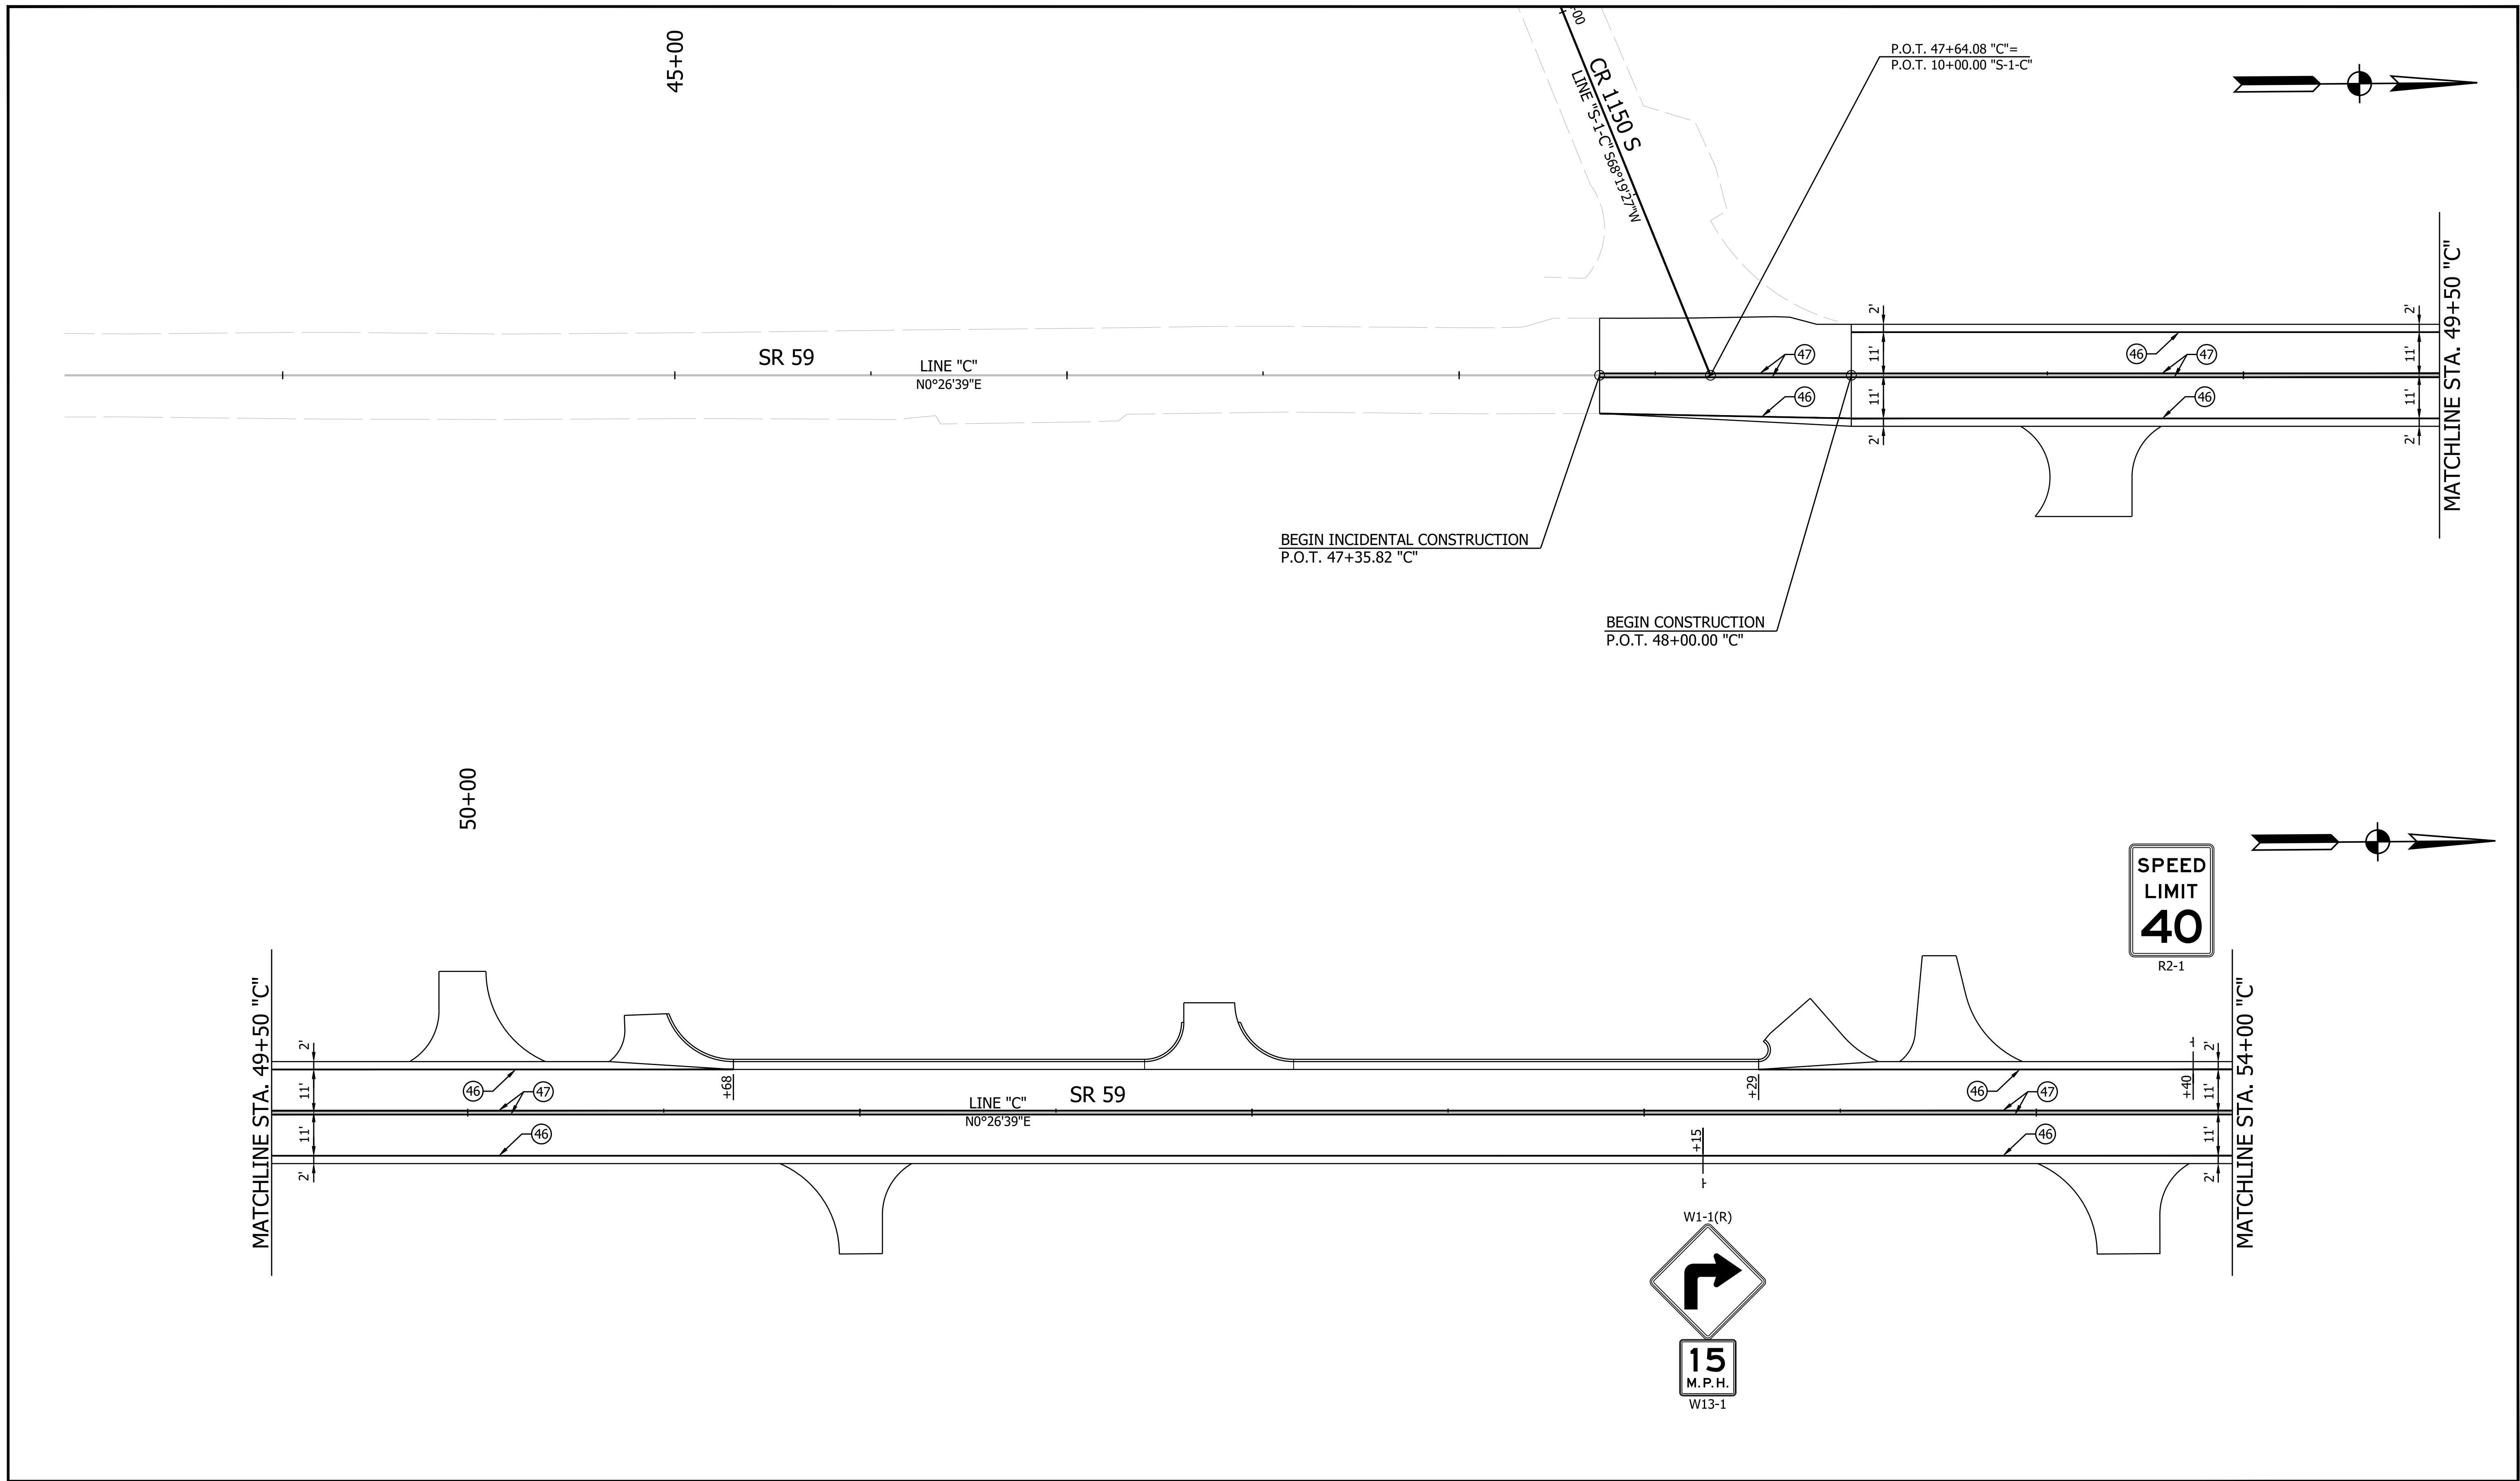 45+00
+00
CR 1150 S
LINE "S-1-C" S68°19'27"W
P.O.T. 47+64.08 "C"=
P.O.T. 10+00.00 "S-1-C"
SR 59
LINE "C"
N0°26'39"E
47
46
2'
11'
11'
2'
46
47
46
2'
11'
11'
2'
MATCHLINE STA. 49+50 "C"
BEGIN INCIDENTAL CONSTRUCTION
P.O.T. 47+35.82 "C"
BEGIN CONSTRUCTION
P.O.T. 48+00.00 "C"
50+00
SPEED
LIMIT
40
R2-1
MATCHLINE STA. 49+50 "C"
2'
11'
11'
2'
46
47
46
+68
LINE "C"
N0°26'39"E
SR 59
+15
+29
46
47
46
+40
2'
11'
11'
2'
MATCHLINE STA. 54+00 "C"
W1-1(R)
15
M.P.H.
W13-1